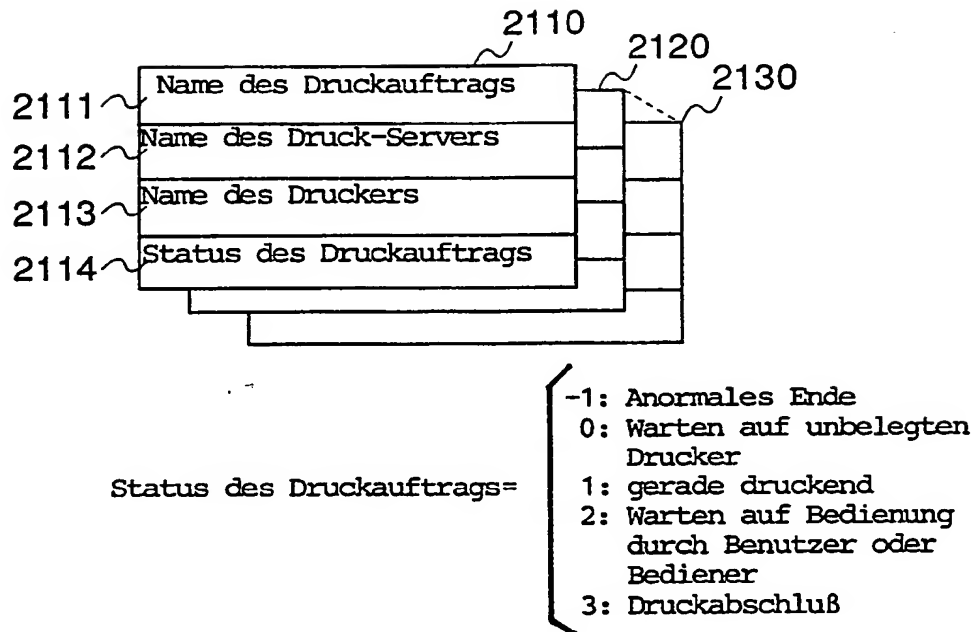 2110
2120
2130
2111
Name des Druckauftrags
2112
Name des Druck-Servers
2113
Name des Druckers
2114
Status des Druckauftrags
Status des Druckauftrags=
-1: Anormales Ende
0: Warten auf unbelegten
Drucker
1: gerade druckend
2: Warten auf Bedienung
durch Benutzer oder
Bediener
3: Druckabschluß